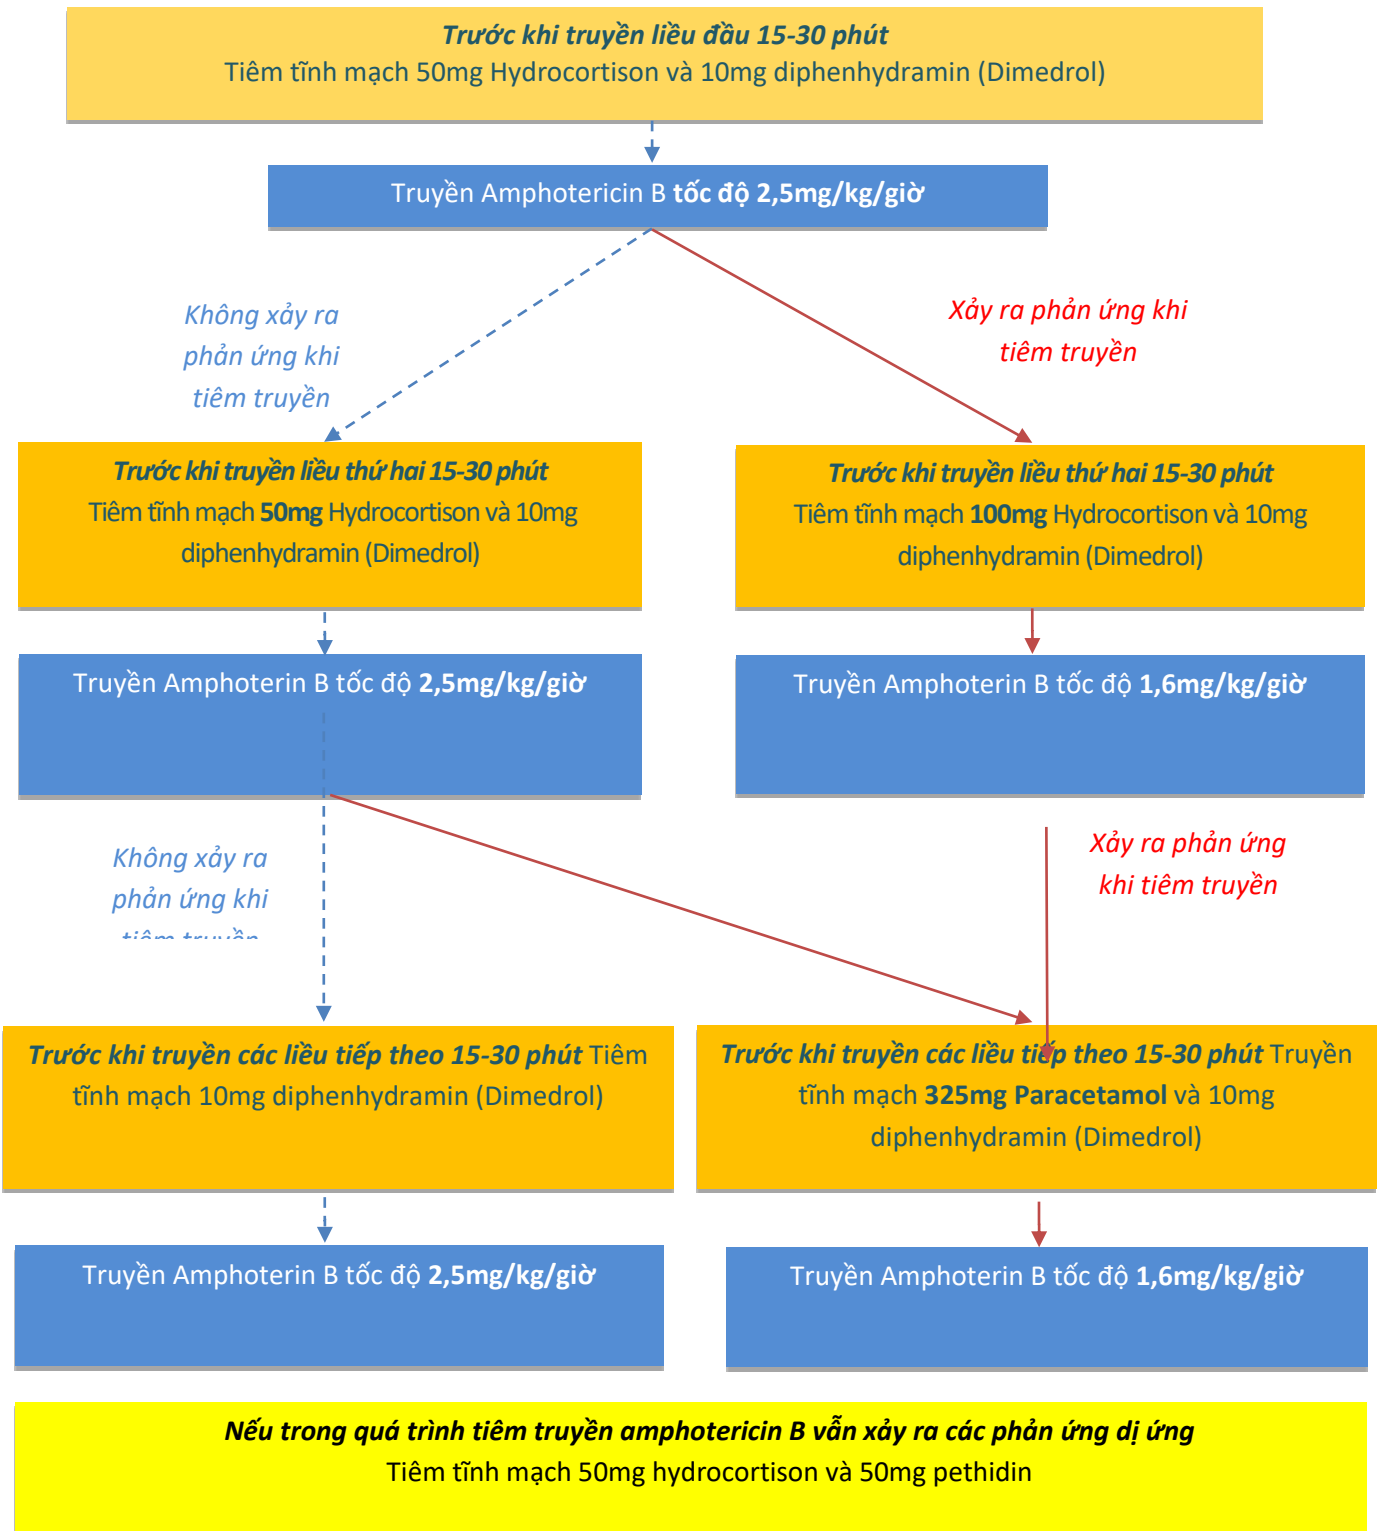 Trước khi truyền liều đầu 15-30 phút
Tiêm tĩnh mạch 50mg Hydrocortison và 10mg diphenhydramin (Dimedrol)
Truyền Amphotericin B tốc độ 2,5mg/kg/giờ
Không xảy ra
phản ứng khi
tiêm truyền
Xảy ra phản ứng khi
tiêm truyền
Trước khi truyền liều thứ hai 15-30 phút
Tiêm tĩnh mạch 50mg Hydrocortison và 10mg
diphenhydramin (Dimedrol)
Trước khi truyền liều thứ hai 15-30 phút
Tiêm tĩnh mạch 100mg Hydrocortison và 10mg
diphenhydramin (Dimedrol)
Truyền Amphoterin B tốc độ 2,5mg/kg/giờ
Truyền Amphoterin B tốc độ 1,6mg/kg/giờ
Không xảy ra
phản ứng khi
tiêm truyền
Xảy ra phản ứng
khi tiêm truyền
Trước khi truyền các liều tiếp theo 15-30 phút Tiêm
tĩnh mạch 10mg diphenhydramin (Dimedrol)
Trước khi truyền các liều tiếp theo 15-30 phút Truyền
tĩnh mạch 325mg Paracetamol và 10mg
diphenhydramin (Dimedrol)
Truyền Amphoterin B tốc độ 2,5mg/kg/giờ
Truyền Amphoterin B tốc độ 1,6mg/kg/giờ
Nếu trong quá trình tiêm truyền amphotericin B vẫn xảy ra các phản ứng dị ứng
Tiêm tĩnh mạch 50mg hydrocortison và 50mg pethidin